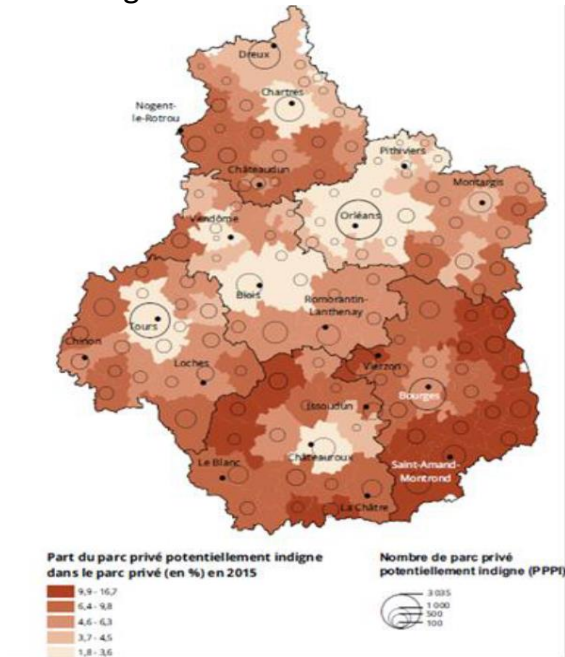 Dreux
Chartres
Nogent-
le-Rotrou
Pithiviers
Châteaudun
Montargis
Vendôme
Orléans
Blois
Romorantin-
Lanthenay
Tours
Chinon
Loches
Vierzon
Bourges
Issoudun
Châteauroux
Le Blanc
Saint-Amand-
Montrond
La Châtre
Part du parc privé potentiellement indigne
dans le parc privé (en %) en 2015
9,9 - 16,7
6,4 - 9,8
4,6 - 6,3
3,7 - 4,5
1,8 - 3,6
Nombre de parc privé
potentiellement indigne (PPPI)
3 035
1 000
500
100